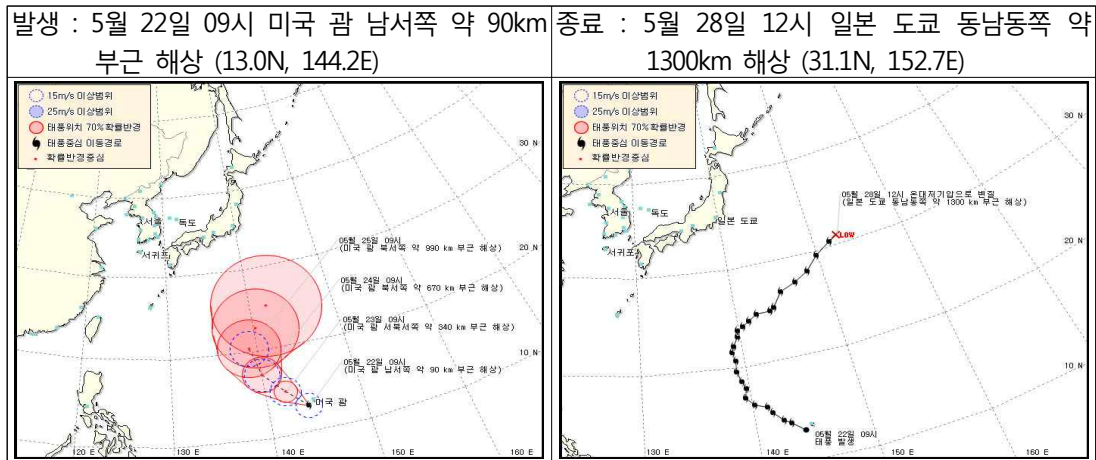 발생 : 5월 22일 09시 미국 괌 남서쪽 약 90km
부근 해상 (13.0N, 144.2E)
종료 : 5월 28일 12시 일본 도쿄 동남동쪽 약
1300km 해상 (31.1N, 152.7E)
15m/s 이상범위
25m/s 이상범위
태풍위치 70%확률반경
태풍중심 이동경로
확률반경중심
30 N
서울
독도
서귀포
05월 25일 09시
(미국 괌 북서쪽 약 990 km 부근 해상)
20 N
05월 24일 09시
(미국 괌 북서쪽 약 670 km 부근 해상)
05월 23일 09시
(미국 괌 서북서쪽 약 340 km 부근 해상)
10 N
05월 22일 09시
(미국 괌 남서쪽 약 90 km 부근 해상)
미국 괌
120 E
130 E
140 E
150 E
160 E
15m/s 이상범위
25m/s 이상범위
태풍위치 70%확률반경
태풍중심 이동경로
확률반경중심
30 N
05월 28일 12시 온대저기압으로 변질
(일본 도쿄 동남동쪽 약 1300 km 부근 해상)
서울
독도
일본 도쿄
LOW
20 N
서귀포
10 N
05월 22일 09시
태풍 발생
120 E
130 E
140 E
150 E
160 E